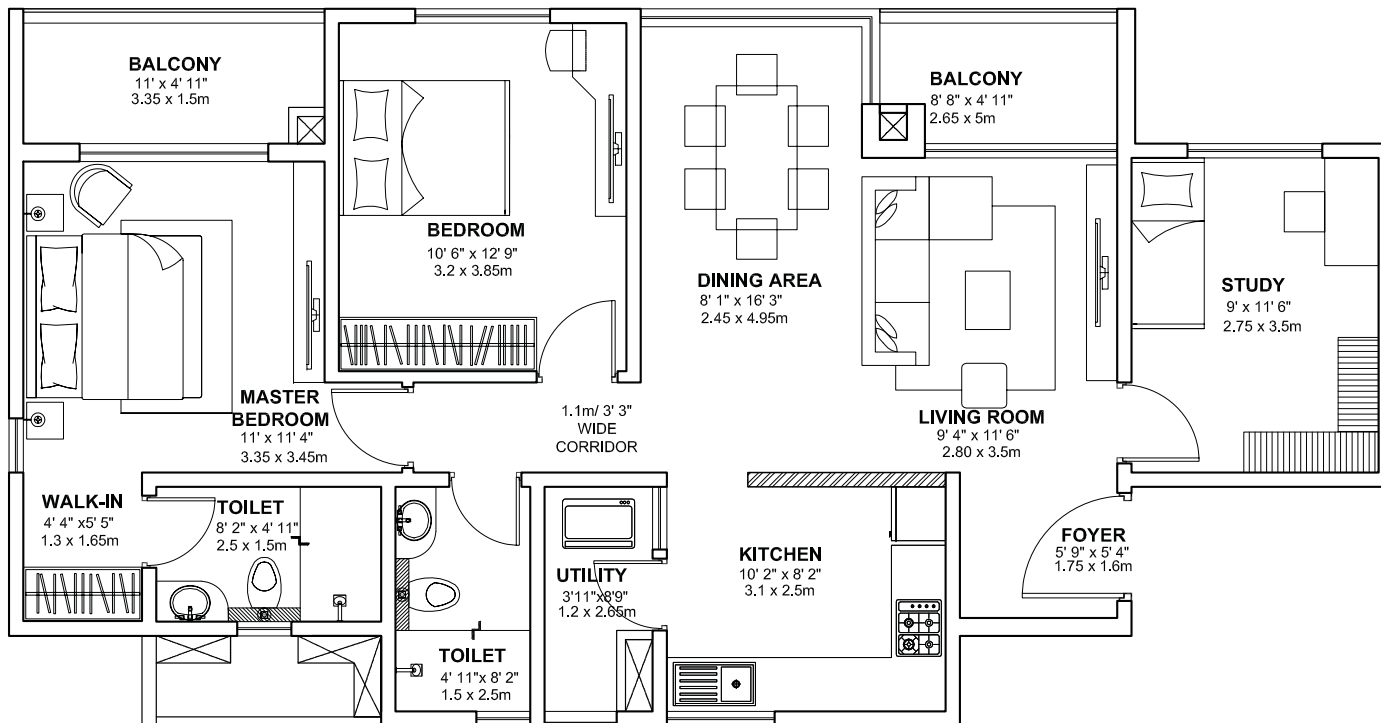 BALCONY
11' x 4' 11"
3.35 x 1.5m
BEDROOM
10' 6" x 12' 9"
3.2 x 3.85m
DINING AREA
8' 1" x 16' 3"
2.45 x 4.95m
BALCONY
8' 8" x 4' 11"
2.65 x 5m
STUDY
9' x 11' 6"
2.75 x 3.5m
MASTER
BEDROOM
11' x 11' 4"
3.35 x 3.45m
1.1m/ 3' 3"
WIDE
CORRIDOR
LIVING ROOM
9' 4" x 11' 6"
2.80 x 3.5m
WALK-IN
4' 4" x5' 5"
1.3 x 1.65m
TOILET
8' 2" x 4' 11"
2.5 x 1.5m
TOILET
4' 11"x 8' 2"
1.5 x 2.5m
UTILITY
3'11"x8'9"
1.2 x 2.65m
KITCHEN
10' 2" x 8' 2"
3.1 x 2.5m
FOYER
5' 9" x 5' 4"
1.75 x 1.6m